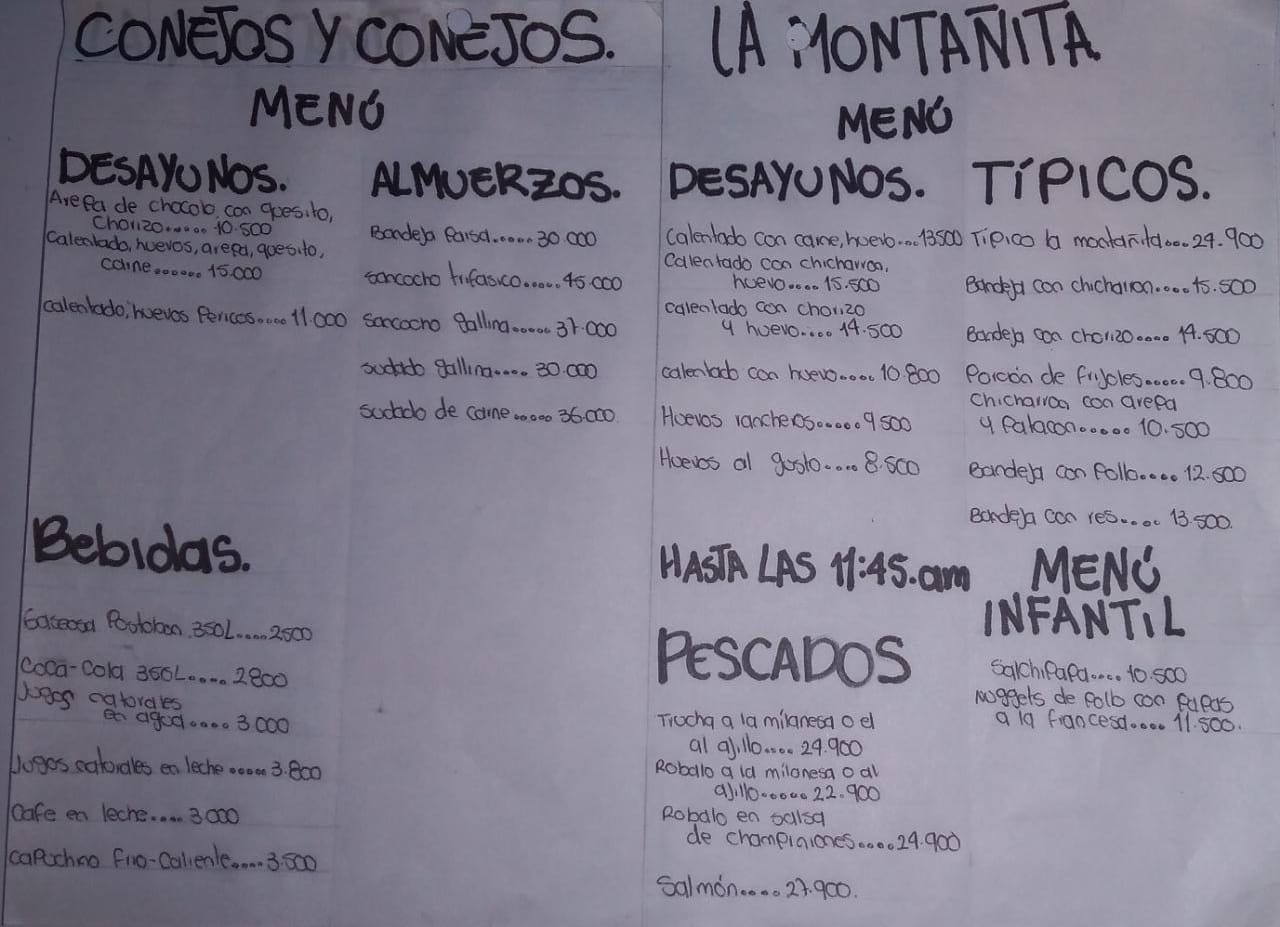 CONEJOS Y CONEJOS.
MENÚ
DESAYUNOS.
Arepa de chocolo, con quesito,
Chorizo...... 10.500
Calentado, huevos, arepa, quesito,
carne...... 15.000
calentado, huevos pericos.... 11.000
ALMUERZOS.
Bandeja Paisa..... 30 000
sancocho trifasico..... 45.000
Sancocho gallina..... 37.000
sudado gallina.... 30.000
sudado de carne..... 36.000.
Bebidas.
Gaseosa Postobon 350L.... 2500
Coca-Cola 350L..... 2800
Jugos naturales
en agua.... 3.000
Jugos naturales en leche..... 3.800
Cafe en leche.... 3000
capuchino frio-Caliente..... 3.500
LA MONTAÑITA
MENÚ
DESAYUNOS.
Calentado con carne, huevo... 13500
Calentado con chicharron,
huevo.... 15.500
calentado con chorizo
y huevo.... 14.500
calentado con huevo.... 10.800
Huevos rancheros..... 9500
Huevos al gusto.... 8.500
HASTA LAS 11:45.am
TÍPICOS.
Típico la montañita... 24.900
Bandeja con chicharron.... 15.500
Bandeja con chorizo.... 14.500
Porción de frijoles..... 9.800
Chicharron con arepa
y patacon..... 10.500
Bandeja con pollo.... 12.500
Bandeja con res..... 13.500.
PESCADOS
Trucha a la milanesa o el
al ajillo.... 24.900
Robalo a la milanesa o al
ajillo...... 22.900
Robalo en salsa
de champiniones.... 24.900
Salmón.... 27.900.
MENÚ
INFANTIL
Salchipapa.... 10.500
Nuggets de pollo con papas
a la francesa.... 11.500.